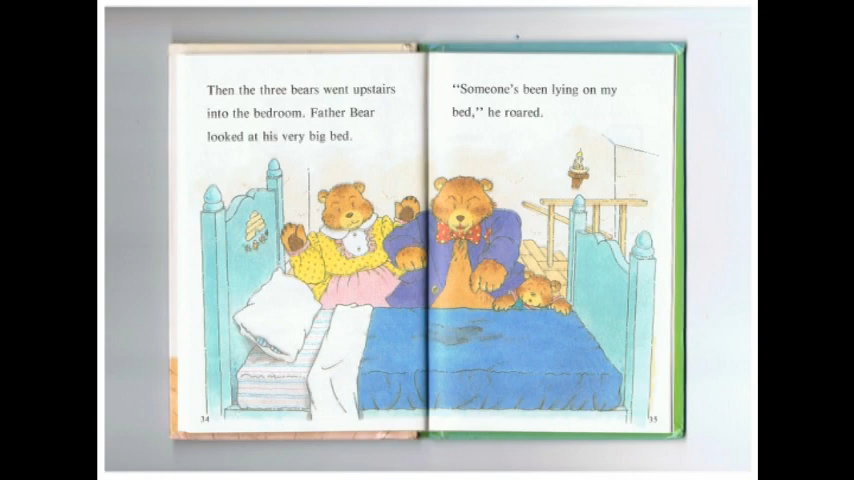 Then the three bears went upstairs
into the bedroom. Father Bear
looked at his very big bed.
“Someone’s been lying on my
bed,” he roared.
34
35